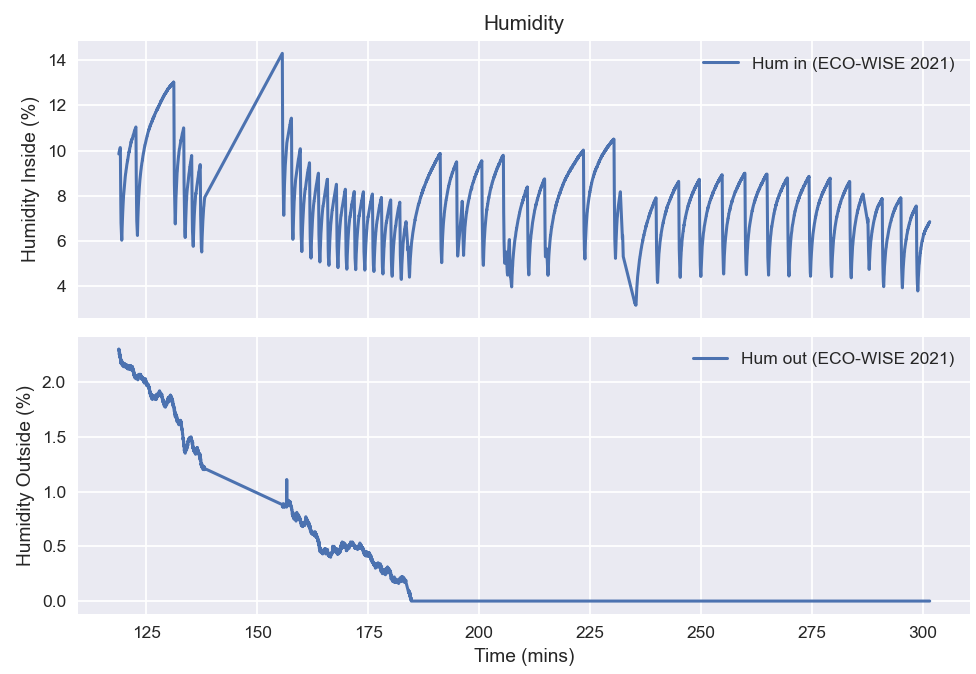 Humidity
Hum in (ECO-WISE 2021)
Humidity Inside (%)
14
12
10
8
6
4
Hum out (ECO-WISE 2021)
Humidity Outside (%)
2.0
1.5
1.0
0.5
0.0
125 150 175 200 225 250 275 300
Time (mins)